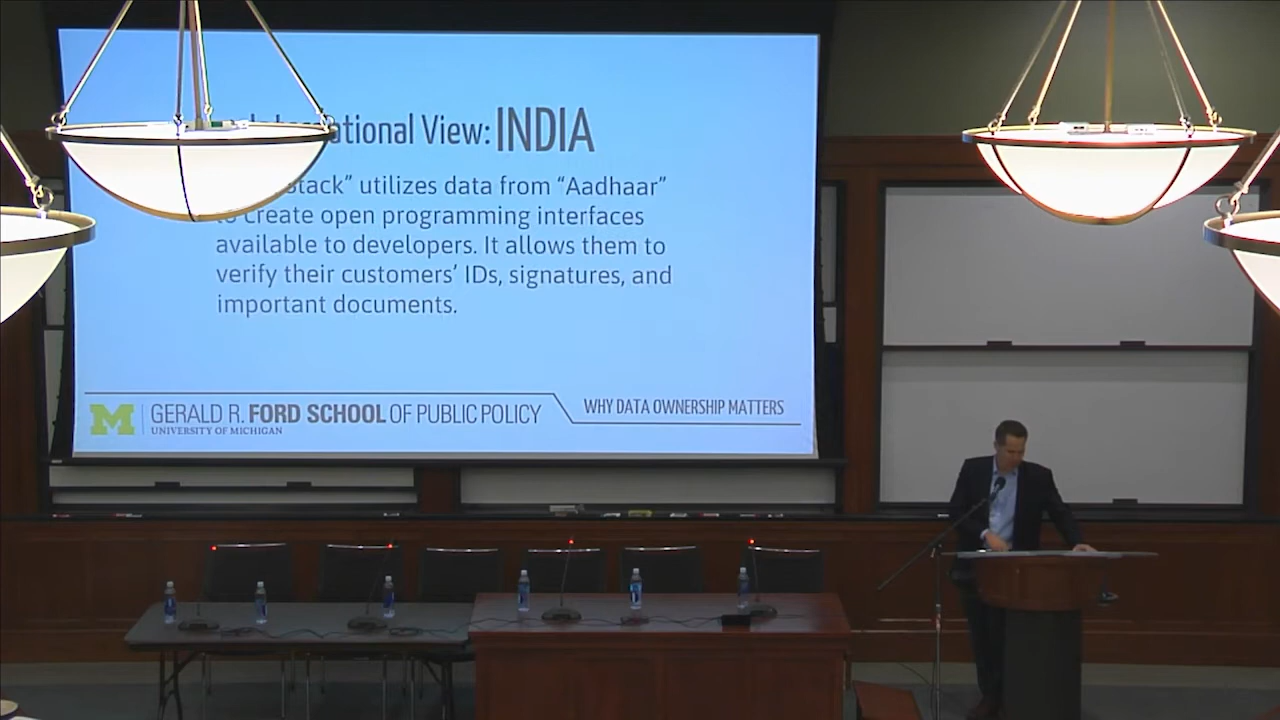 View: INDIA
stack” utilizes data from “Aadhaar”
to create open programming interfaces
available to developers. It allows them to
verify their customers’ IDs, signatures, and
important documents.
M GERALD R. FORD SCHOOL OF PUBLIC POLICY
UNIVERSITY OF MICHIGAN
WHY DATA OWNERSHIP MATTERS